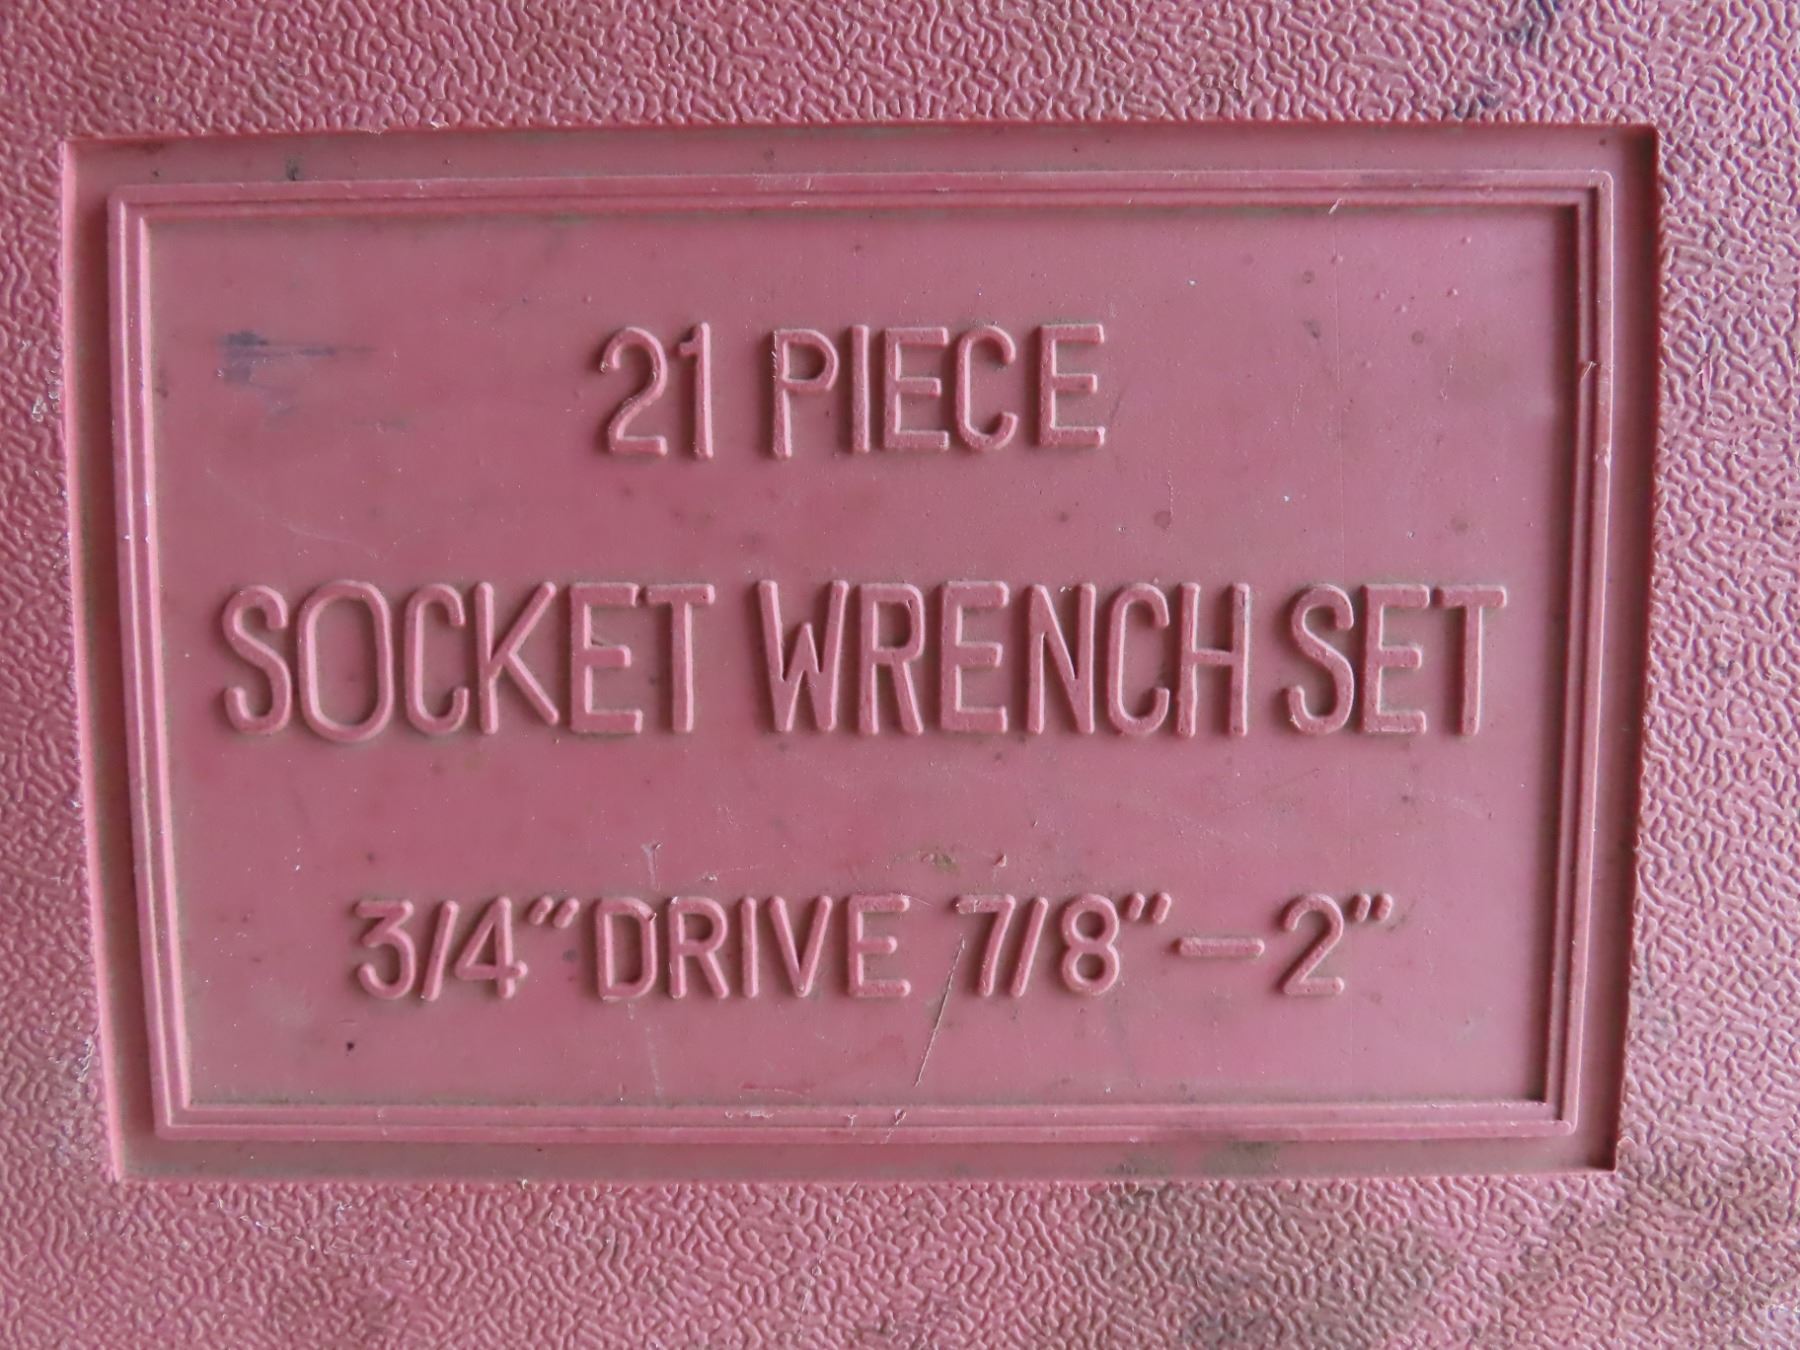 21 PIECE
SOCKET WRENCH SET
3/4" DRIVE 7/8"—2"